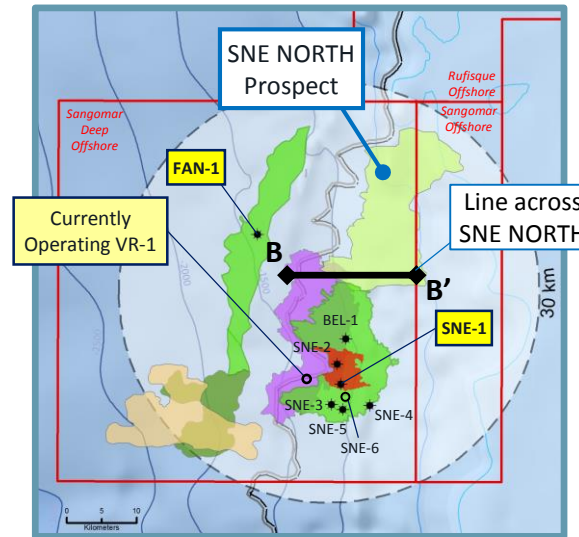 SNE NORTH
Prospect
Rufisque
Offshore
Sangomar
Deep
Offshore
Sangomar
Offshore
FAN-1
Currently
Operating VR-1
Line across
SNE NORTH
B
B'
30 km
2000
1500
BEL-1
SNE-1
SNE-2
SNE-3
SNE-4
SNE-5
SNE-6
0 5 10
Kilometers